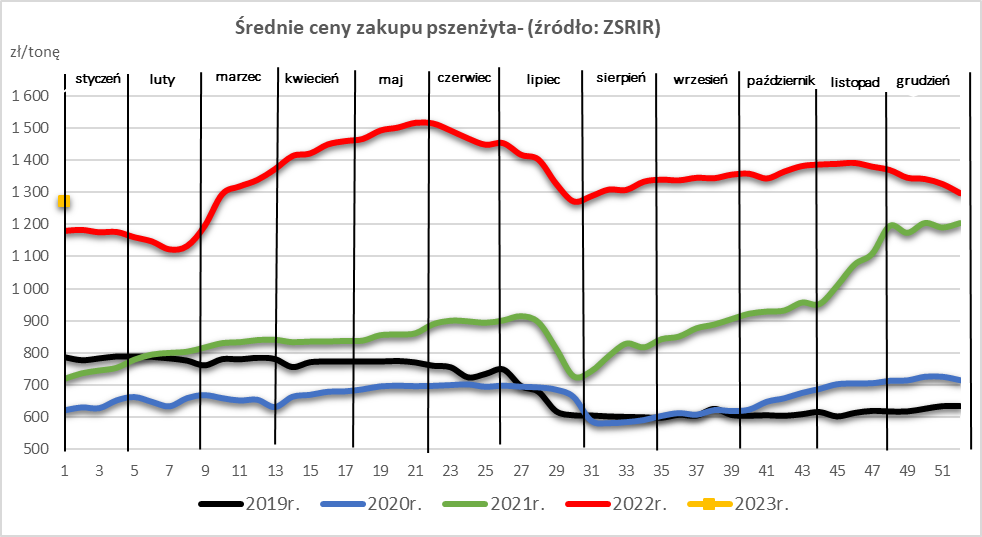 Średnie ceny zakupu pszenżyta- (źródło: ZSRIR)
zł/tonę
styczeń luty marzec kwiecień maj czerwiec lipiec sierpień wrzesień październik listopad grudzień
1 600
1 500
1 400
1 300
1 200
1 100
1 000
900
800
700
600
500
1 3 5 7 9 11 13 15 17 19 21 23 25 27 29 31 33 35 37 39 41 43 45 47 49 51
2019r. 2020r. 2021r. 2022r. 2023r.